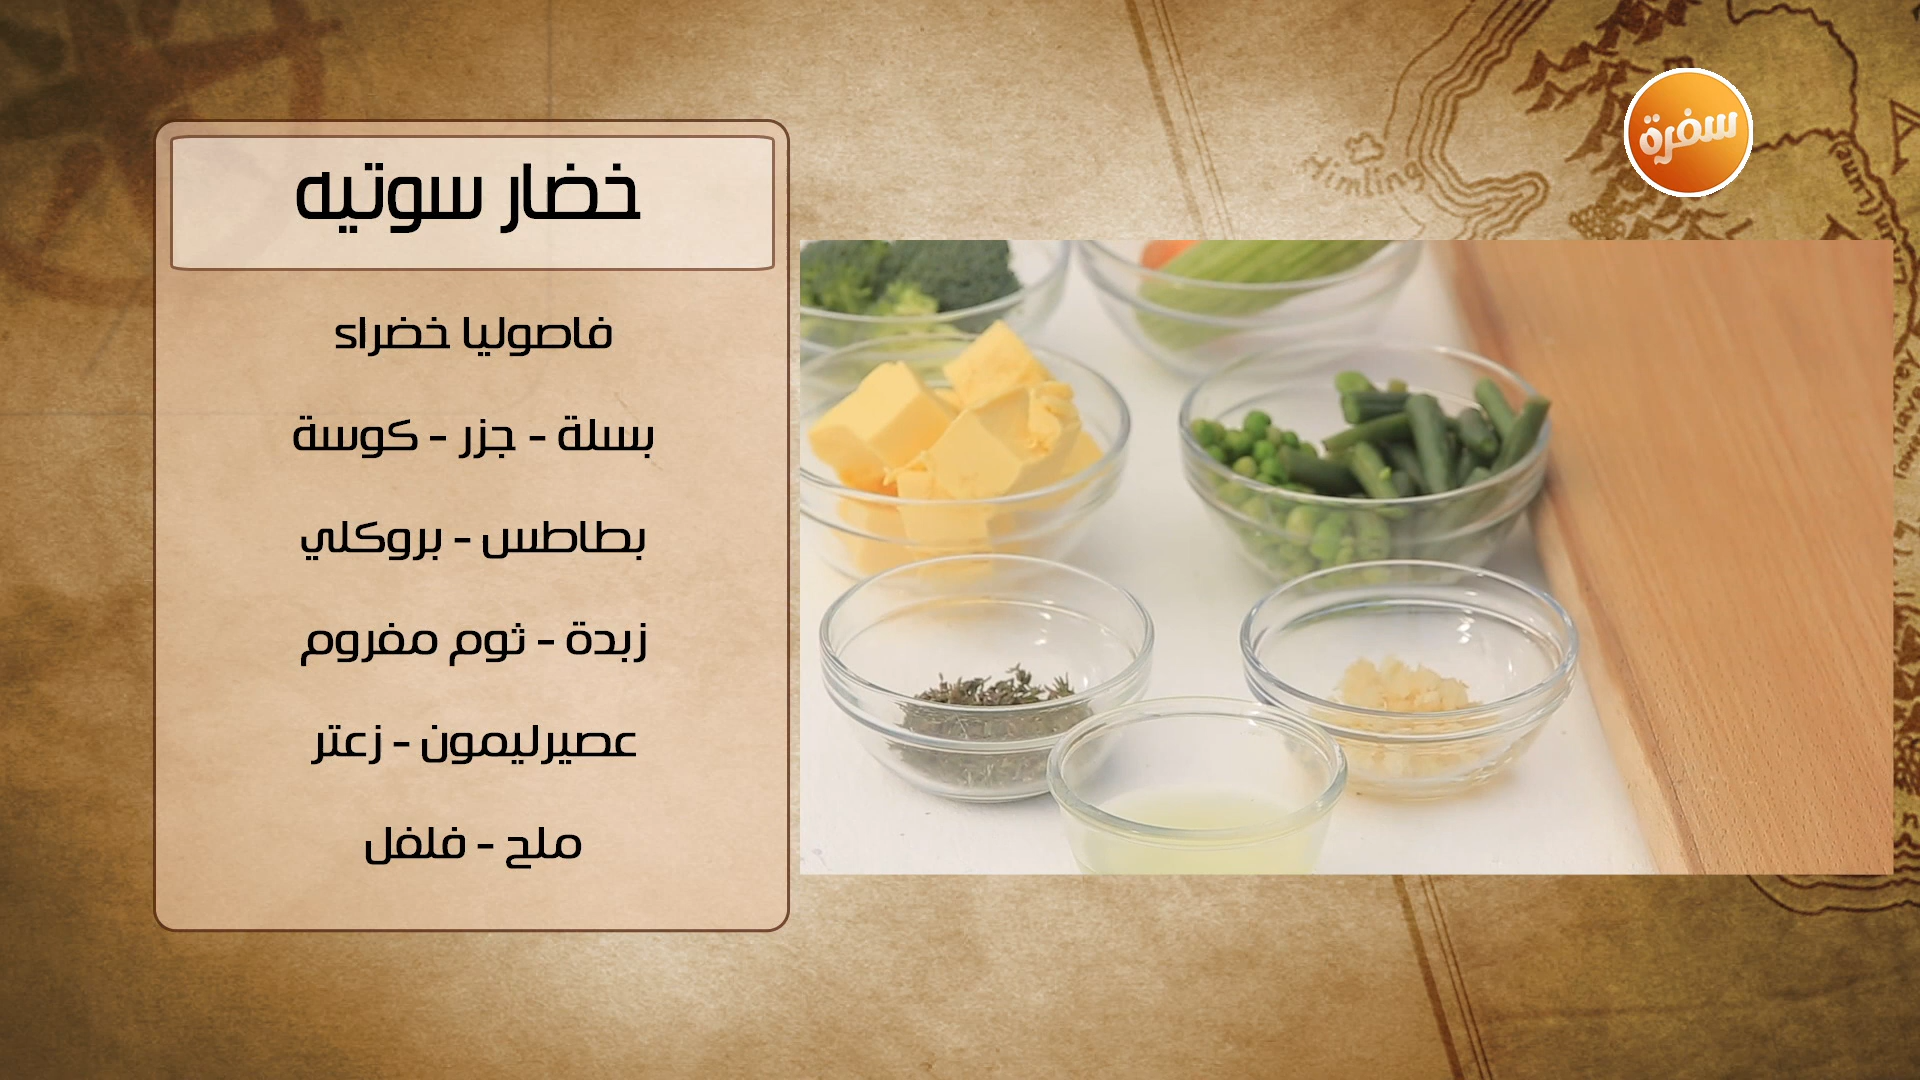 خضار سوتيه
فاصوليا خضراء
بسلة - جزر - كوسة
بطاطس - بروكلي
زبدة - ثوم مفروم
عصيرليمون - زعتر
ملح - فلفل
سفرة
Himling